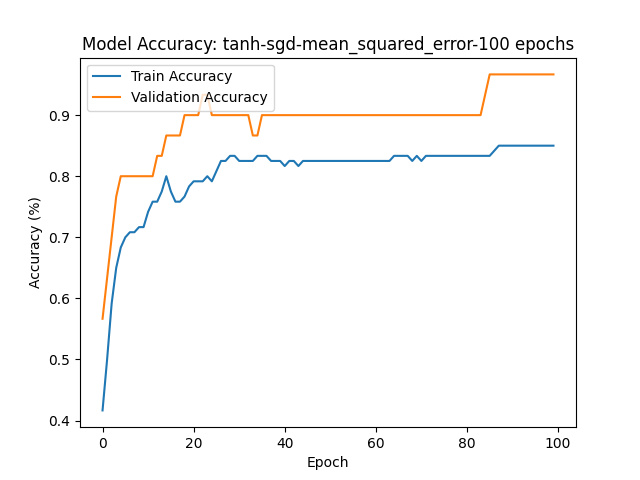 Model Accuracy: tanh-sgd-mean_squared_error-100 epochs
Train Accuracy
Validation Accuracy
Accuracy (%)
0.9
0.8
0.7
0.6
0.5
0.4
0 20 40 60 80 100
Epoch